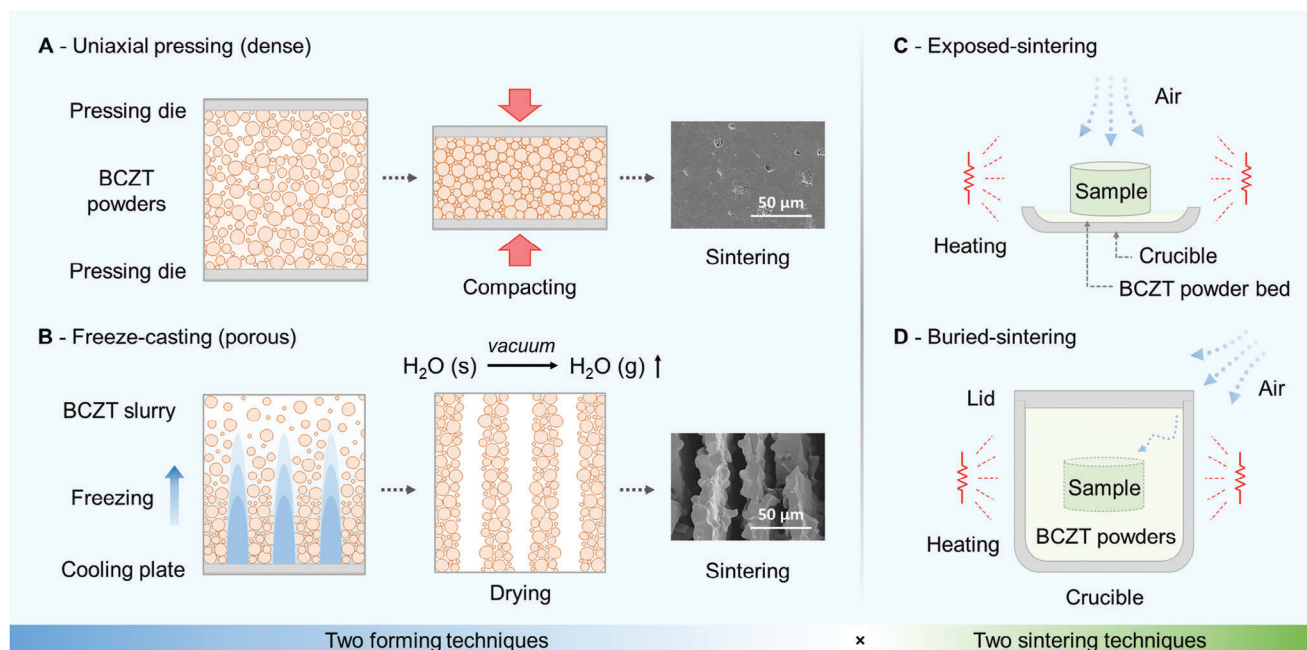 A - Uniaxial pressing (dense)
Pressing die
BCZT
powders
Pressing die
Compacting
50 μm
Sintering
B - Freeze-casting (porous)
H₂O (s) vacuum H₂O (g)
BCZT slurry
Freezing
Cooling plate
Drying
50 μm
Sintering
C - Exposed-sintering
Air
Sample
Heating
Crucible
BCZT powder bed
D - Buried-sintering
Lid
Air
Sample
Heating
BCZT powders
Crucible
Two forming techniques × Two sintering techniques